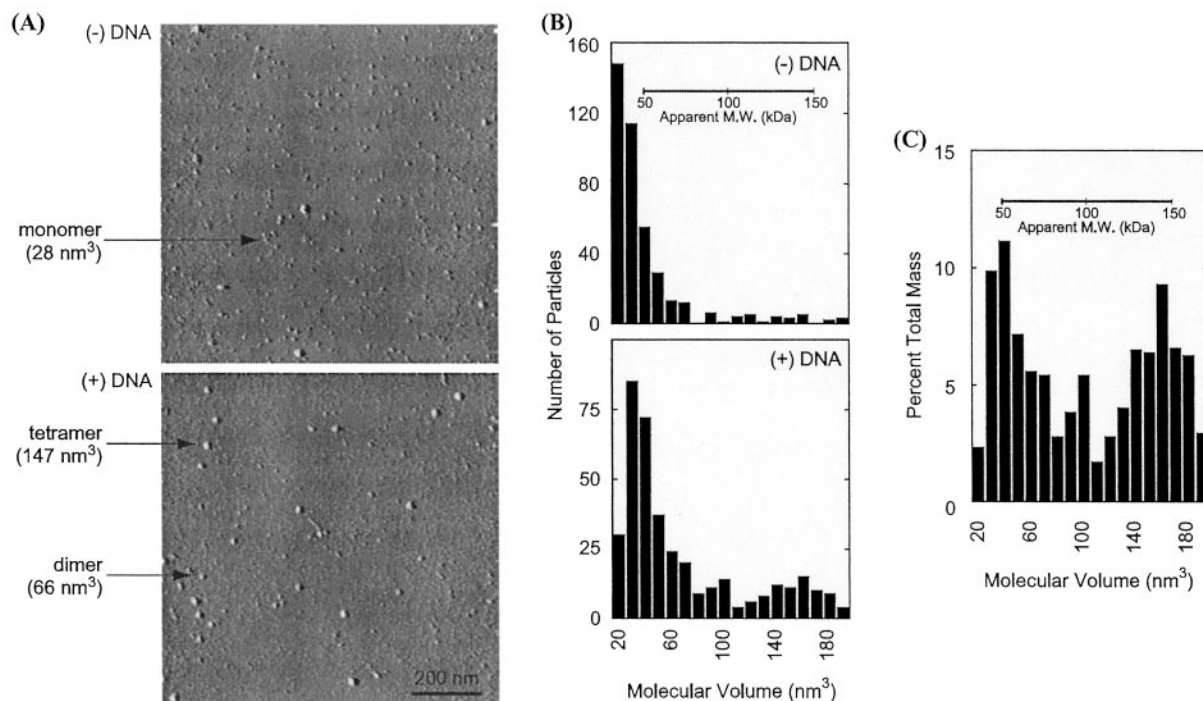 (A)
(-) DNA
monomer
(28 nm³)
(+) DNA
tetramer
(147 nm³)
dimer
(66 nm³)
200 nm
(B)
Number of Particles
160
120
80
40
0
(-) DNA
50 100 150
Apparent M.W. (kDa)
75
50
25
0
(+) DNA
20 60 100 140 180
Molecular Volume (nm³)
(C)
Percent Total Mass
15
10
5
0
50 100 150
Apparent M.W. (kDa)
20 60 100 140 180
Molecular Volume (nm³)